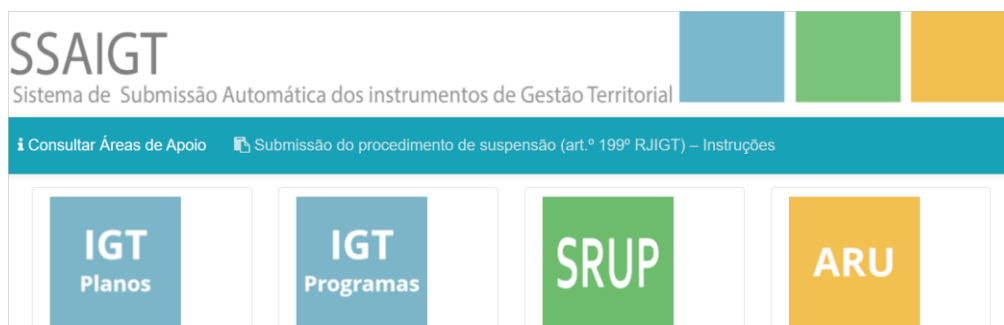 SSAIGT
Sistema de Submissão Automática dos instrumentos de Gestão Territorial
Consultar Áreas de Apoio Submissão do procedimento de suspensão (art.º 199º RJIGT) – Instruções
IGT
Planos
IGT
Programas
SRUP
ARU